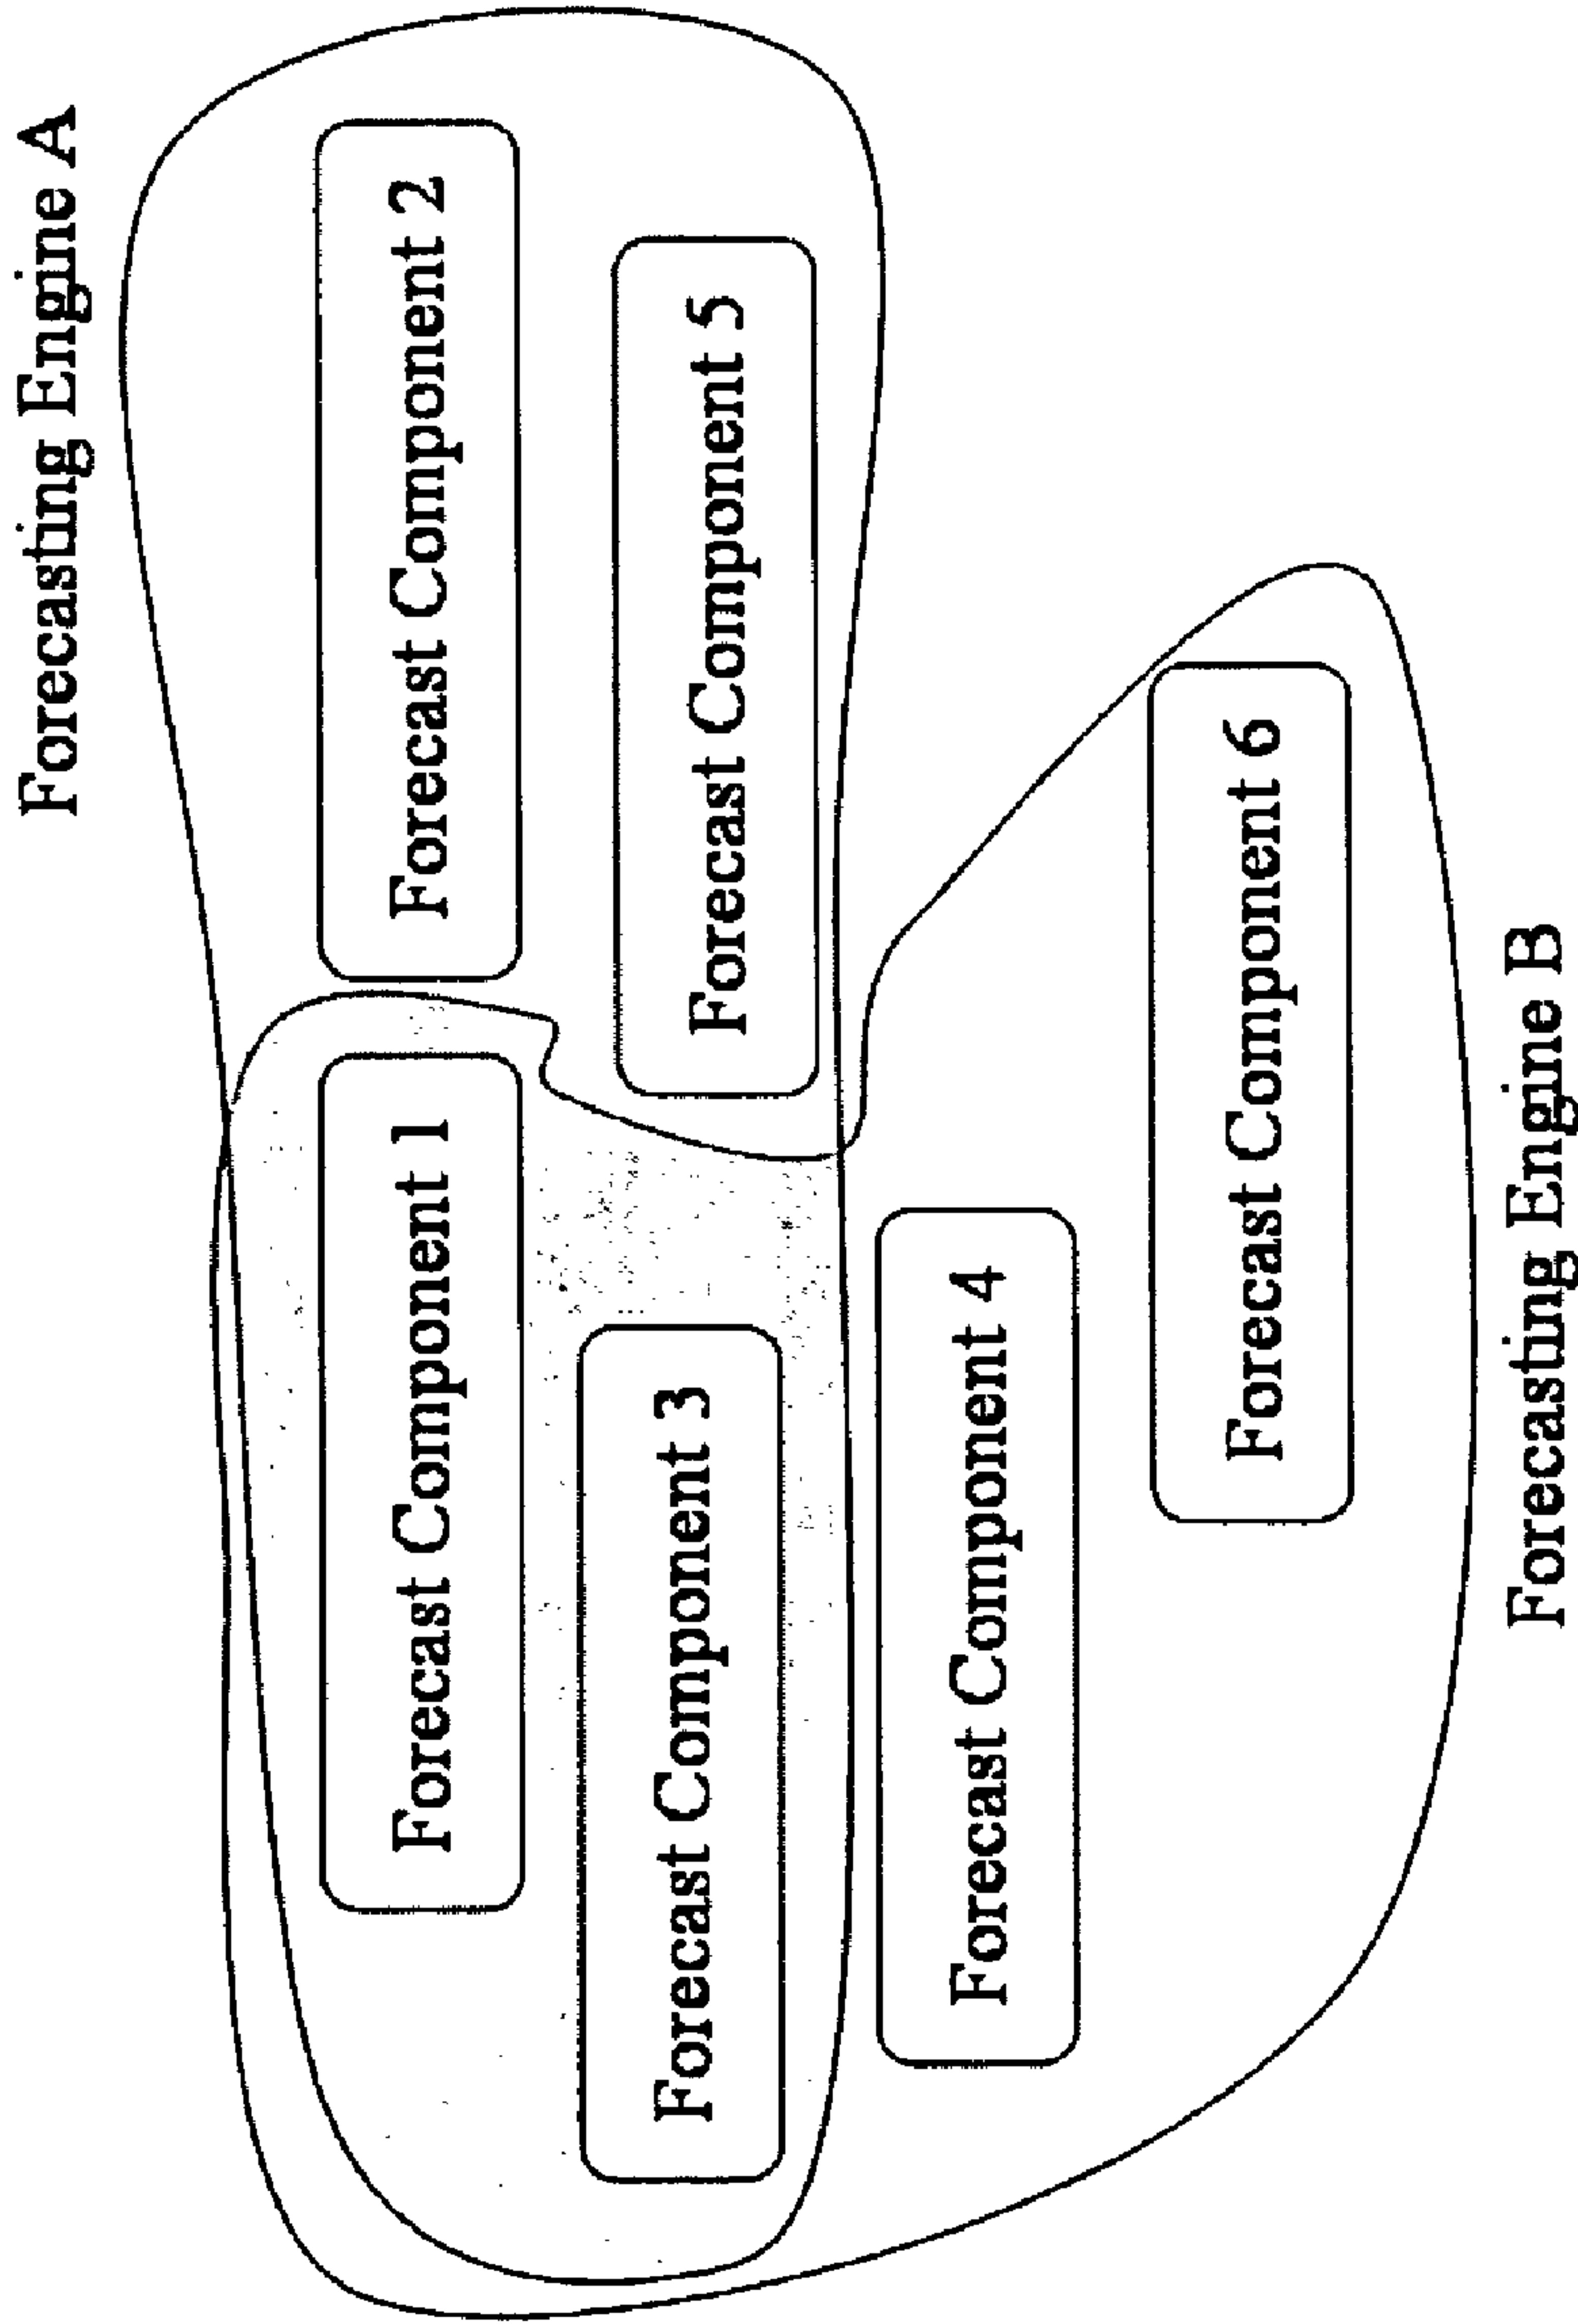 Forecasting Engine A
Forecast Component 1
Forecast Component 2
Forecast Component 3
Forecast Component 5
Forecast Component 4
Forecast Component 6
Forecasting Engine B